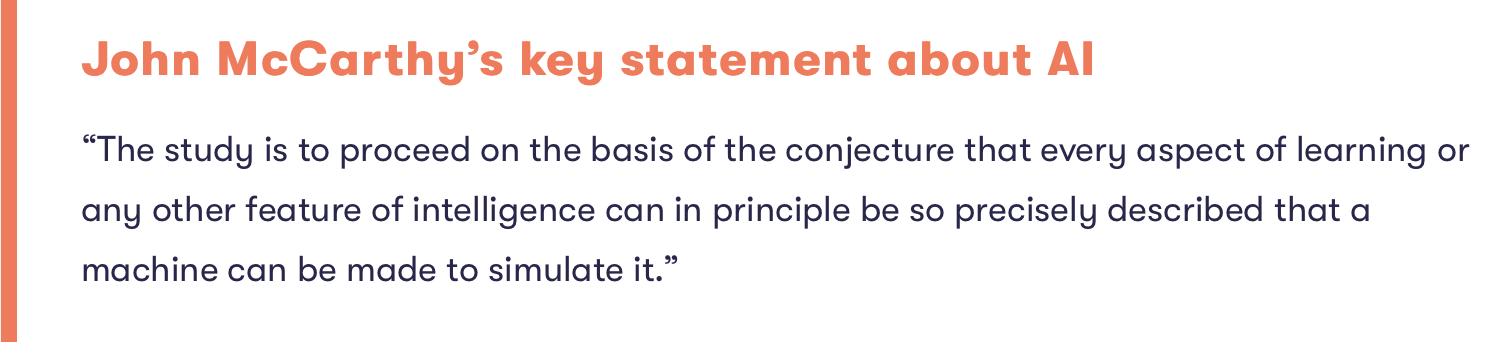 John McCarthy’s key statement about AI
“The study is to proceed on the basis of the conjecture that every aspect of learning or
any other feature of intelligence can in principle be so precisely described that a
machine can be made to simulate it.”